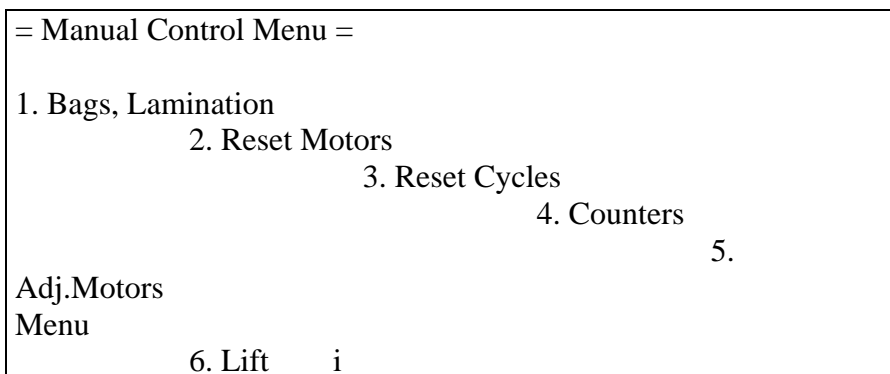 = Manual Control Menu =
1. Bags, Lamination
2. Reset Motors
3. Reset Cycles
4. Counters
5.
Adj.Motors
Menu
6. Lift i